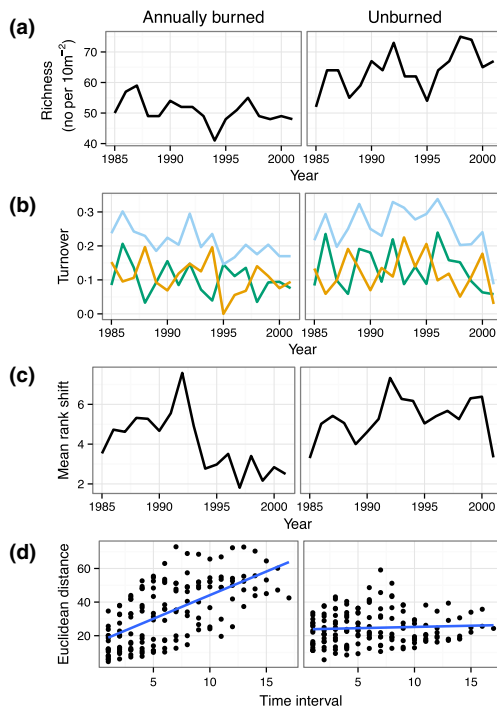 Annually burned Unburned
(a)
Richness
(no per 10m⁻²)
70
60
50
40
1985 1990 1995 2000 1985 1990 1995 2000
Year
(b)
Turnover
0·3
0·2
0·1
0·0
1985 1990 1995 2000 1985 1990 1995 2000
Year
(c)
Mean rank shift
6
4
2
1985 1990 1995 2000 1985 1990 1995 2000
Year
(d)
Euclidean distance
60
40
20
5 10 15 5 10 15
Time interval